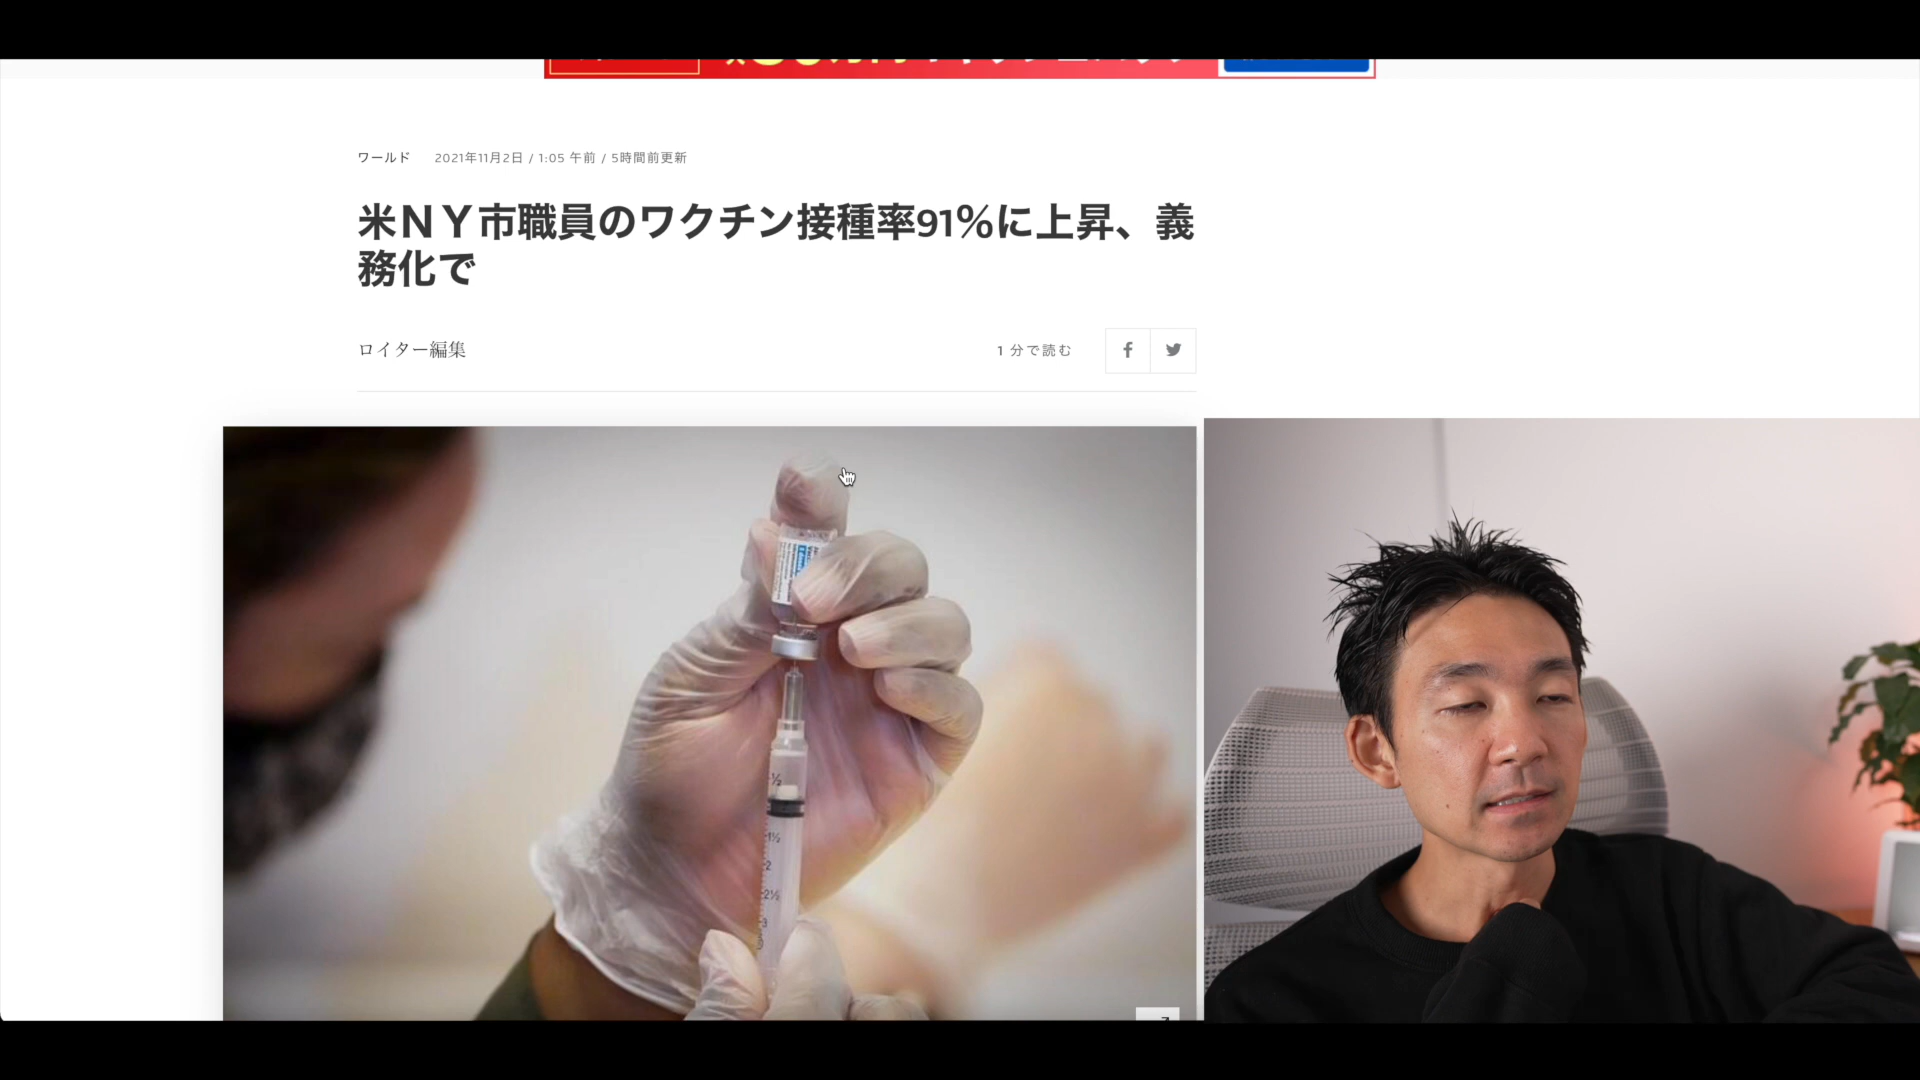 ワールド 2021年11月2日 / 1:05 午前 / 5時間前更新
米ＮＹ市職員のワクチン接種率91％に上昇、義
務化で
ロイター編集
1 分で読む